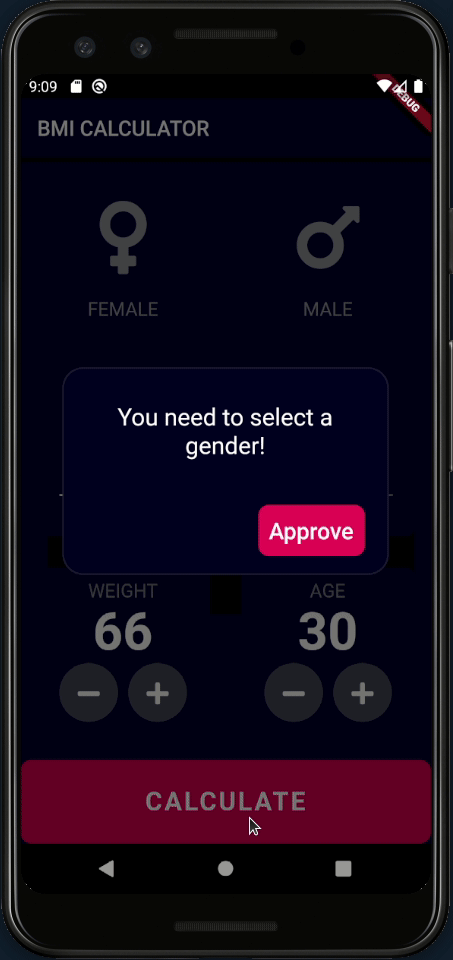 9:09
DEBUG
BMI CALCULATOR
FEMALE
MALE
You need to select a
gender!
Approve
WEIGHT
AGE
66
30
CALCULATE